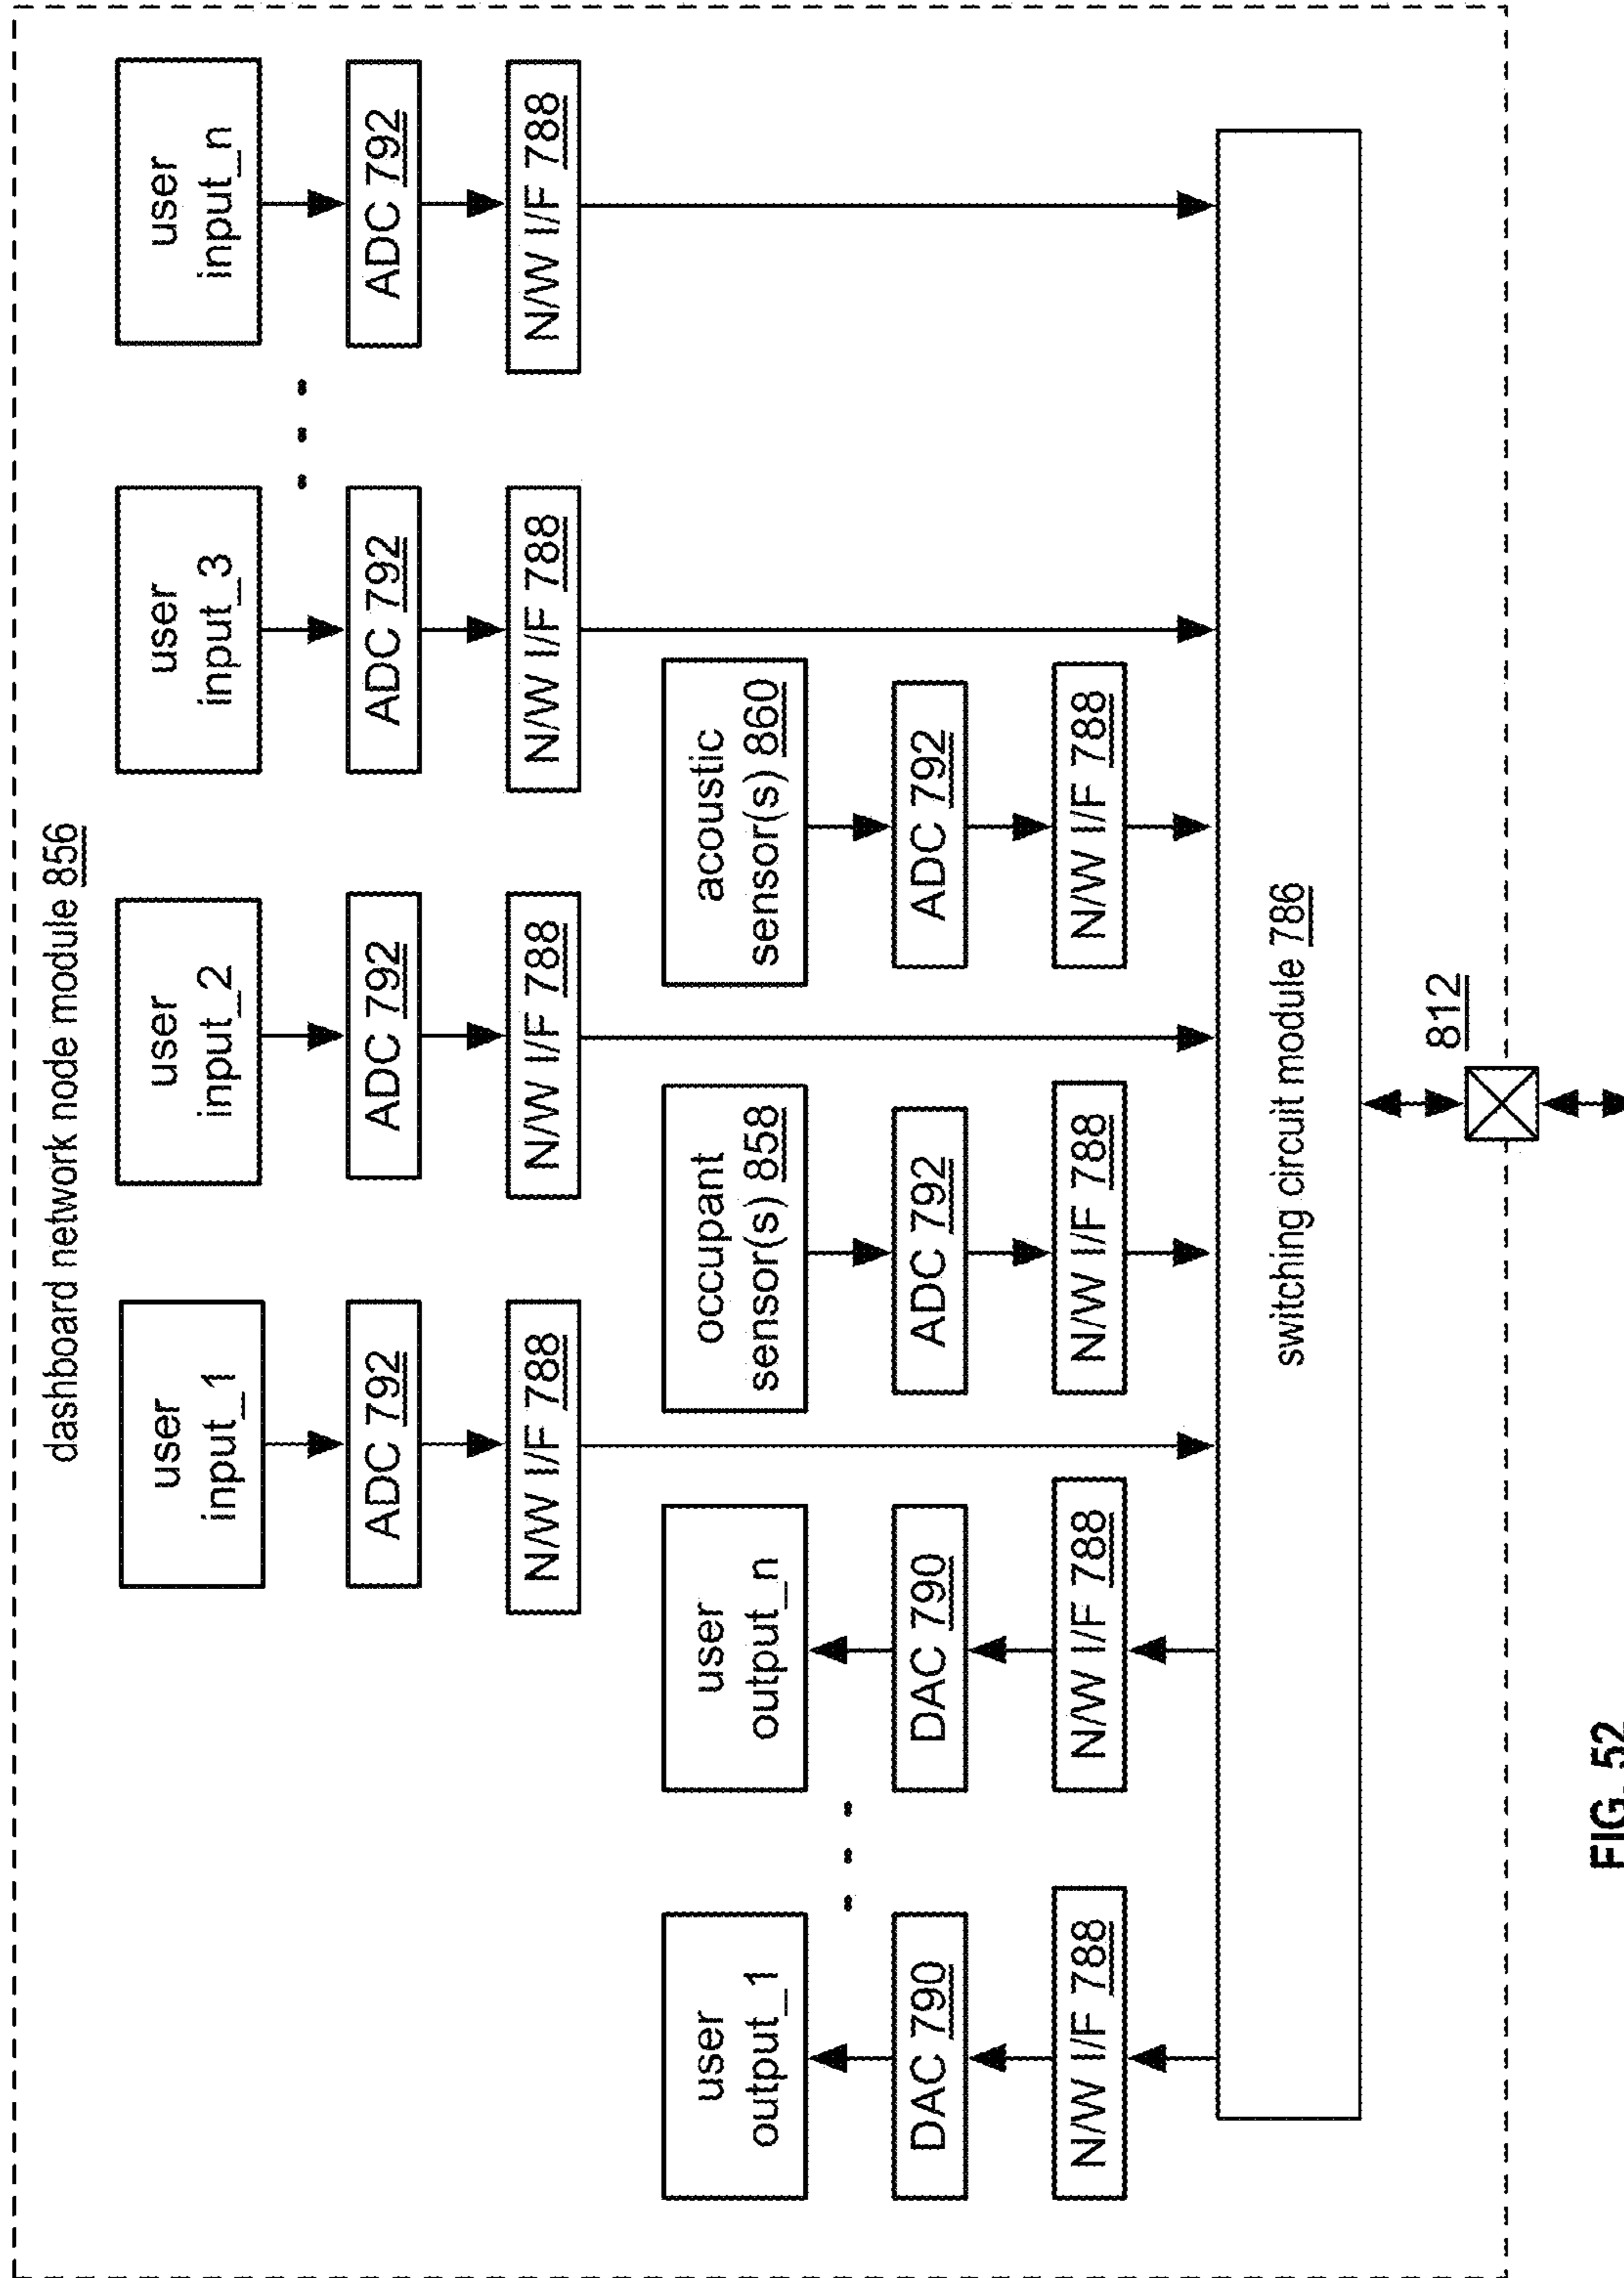 dashboard network node module 856
user
input_1
user
input_2
user
input_3
user
input_n
ADC 792
ADC 792
ADC 792
ADC 792
N/W I/F 788
N/W I/F 788
N/W I/F 788
N/W I/F 788
user
output_1
user
output_n
occupant
sensor(s) 858
acoustic
sensor(s) 860
DAC 790
DAC 790
ADC 792
ADC 792
N/W I/F 788
N/W I/F 788
N/W I/F 788
N/W I/F 788
switching circuit module 786
812
FIG. 52